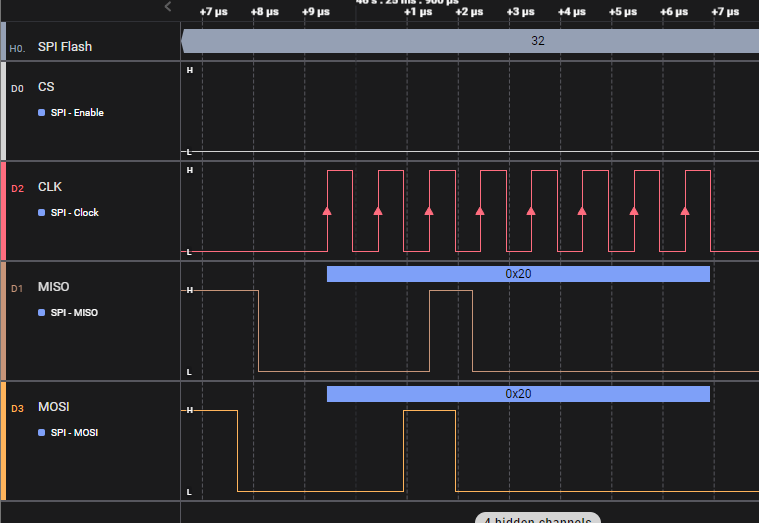 46 s : 25 ms : 900 µs
+7 µs +8 µs +9 µs +1 µs +2 µs +3 µs +4 µs +5 µs +6 µs +7 µs
H0. SPI Flash 32
D0 CS H
SPI - Enable
L
H
D2 CLK
SPI - Clock
L
0x20
D1 MISO H
SPI - MISO
L
0x20
D3 MOSI H
SPI - MOSI
L
4 hidden channels